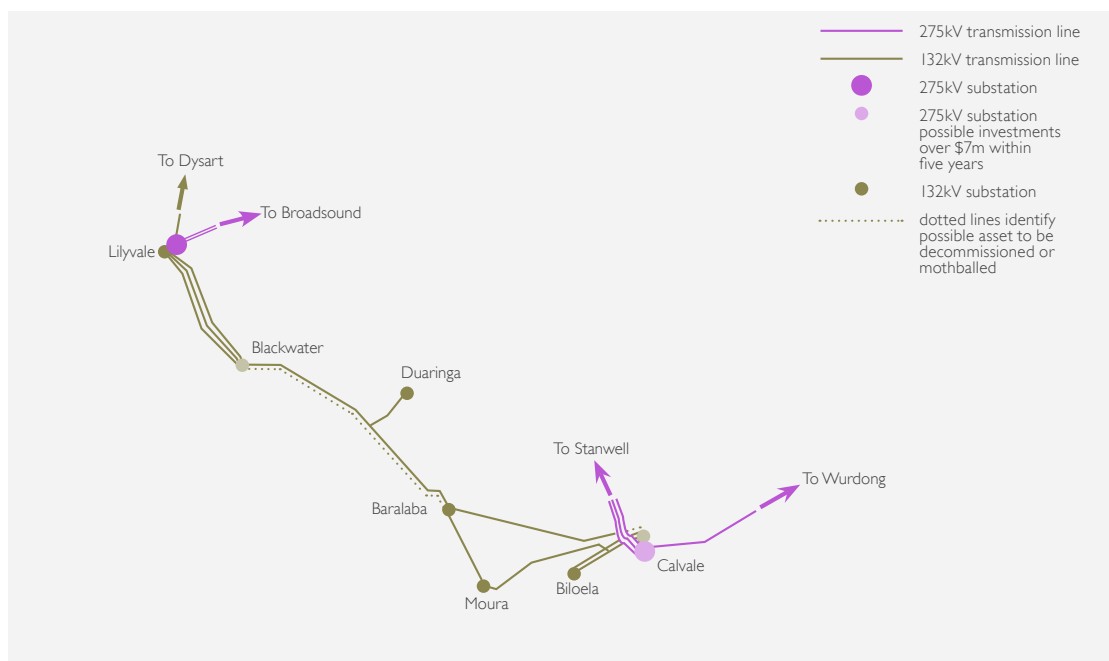 275kV transmission line
132kV transmission line
275kV substation
275kV substation
possible investments
over $7m within
five years
132kV substation
dotted lines identify
possible asset to be
decommissioned or
mothballed
To Dysart
To Broadsound
Lilyvale
Blackwater
Duaringa
To Stanwell
To Wurdong
Baralaba
Calvale
Biloela
Moura